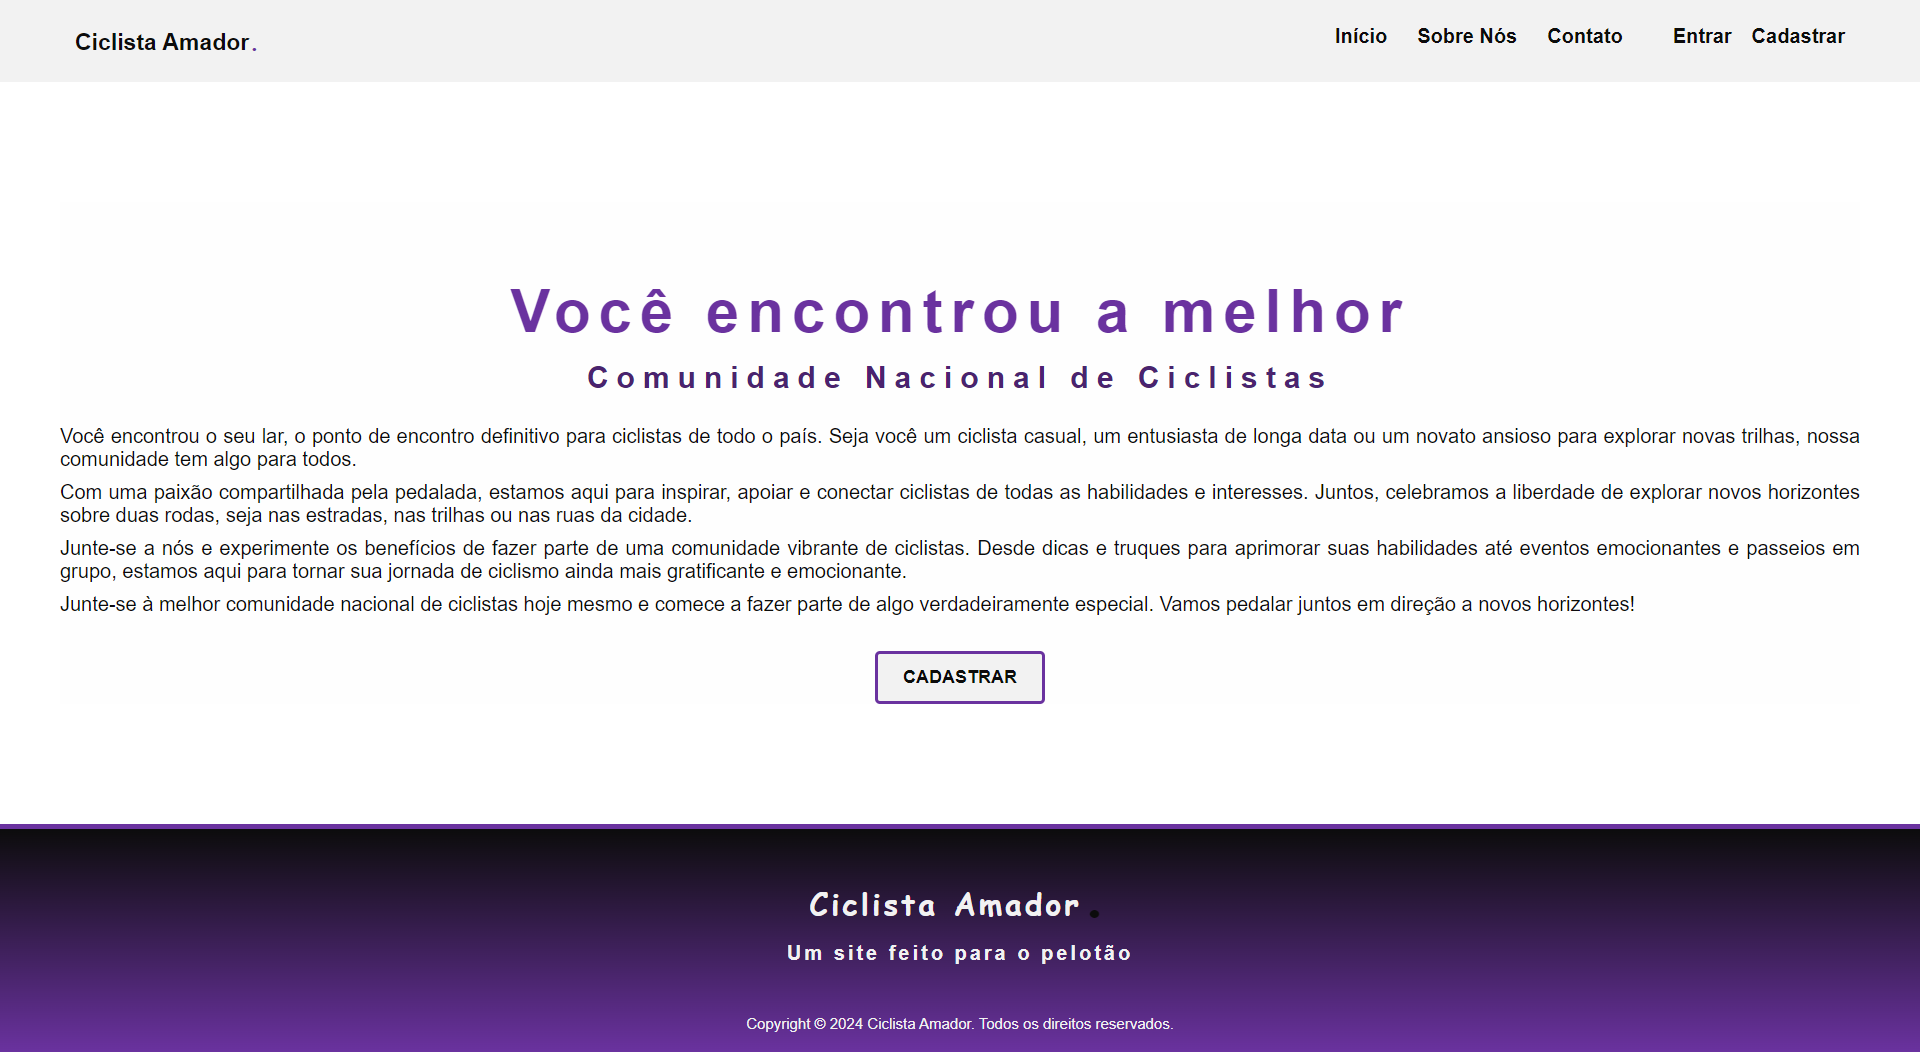 Ciclista Amador.
Início Sobre Nós Contato Entrar Cadastrar
Você encontrou a melhor
Comunidade Nacional de Ciclistas
Você encontrou o seu lar, o ponto de encontro definitivo para ciclistas de todo o país. Seja você um ciclista casual, um entusiasta de longa data ou um novato ansioso para explorar novas trilhas, nossa
comunidade tem algo para todos.
Com uma paixão compartilhada pela pedalada, estamos aqui para inspirar, apoiar e conectar ciclistas de todas as habilidades e interesses. Juntos, celebramos a liberdade de explorar novos horizontes
sobre duas rodas, seja nas estradas, nas trilhas ou nas ruas da cidade.
Junte-se a nós e experimente os benefícios de fazer parte de uma comunidade vibrante de ciclistas. Desde dicas e truques para aprimorar suas habilidades até eventos emocionantes e passeios em
grupo, estamos aqui para tornar sua jornada de ciclismo ainda mais gratificante e emocionante.
Junte-se à melhor comunidade nacional de ciclistas hoje mesmo e comece a fazer parte de algo verdadeiramente especial. Vamos pedalar juntos em direção a novos horizontes!
CADASTRAR
Ciclista Amador.
Um site feito para o pelotão
Copyright © 2024 Ciclista Amador. Todos os direitos reservados.